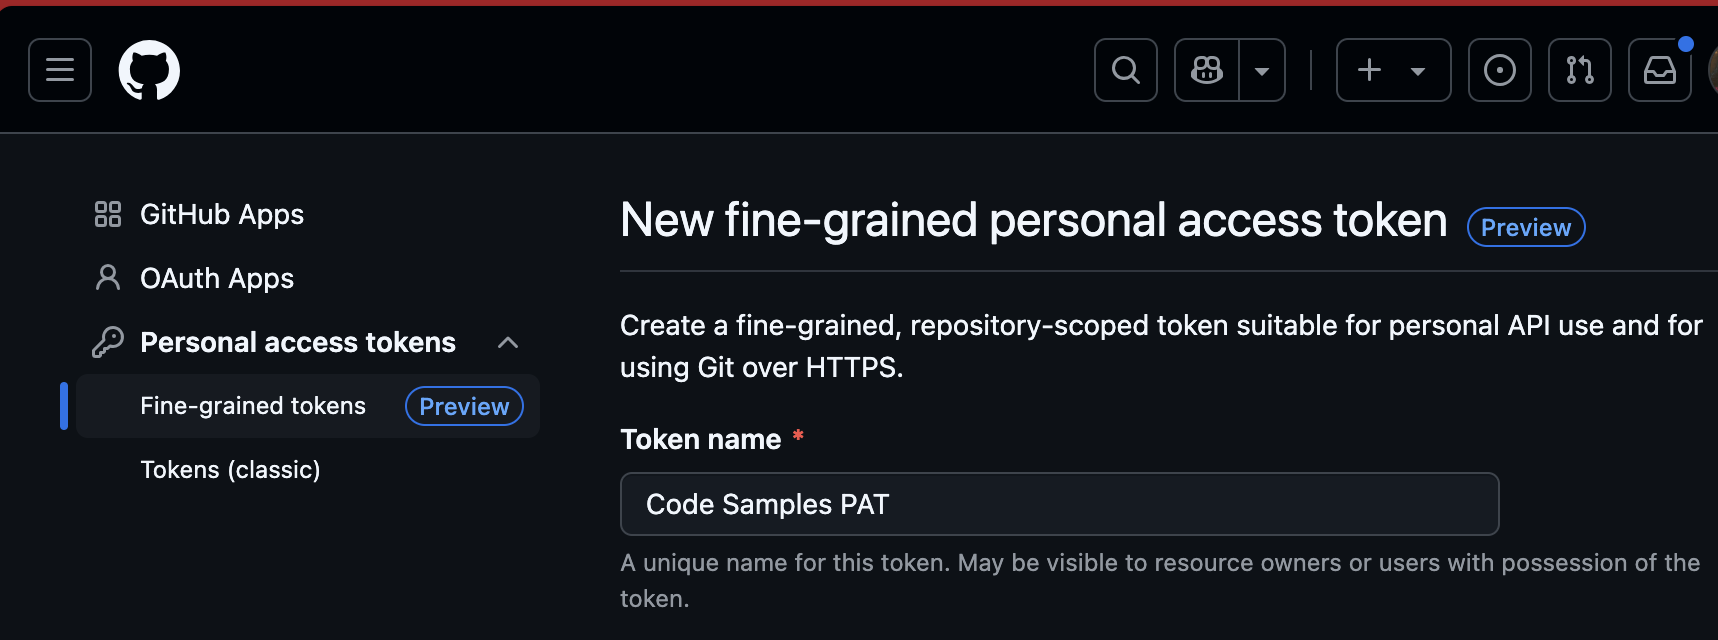 GitHub Apps
OAuth Apps
Personal access tokens
Fine-grained tokens Preview
Tokens (classic)
New fine-grained personal access token Preview
Create a fine-grained, repository-scoped token suitable for personal API use and for
using Git over HTTPS.
Token name *
Code Samples PAT
A unique name for this token. May be visible to resource owners or users with possession of the
token.